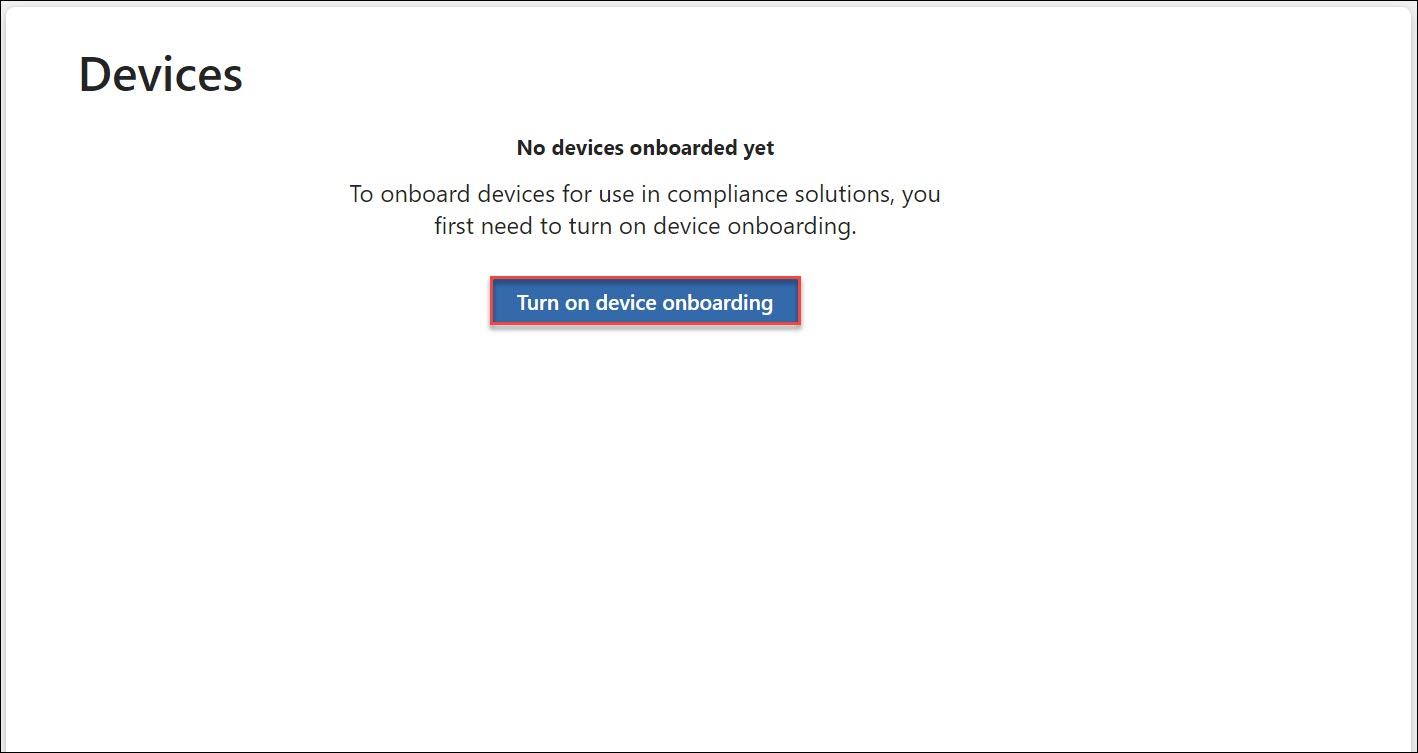 Devices
No devices onboarded yet
To onboard devices for use in compliance solutions, you
first need to turn on device onboarding.
Turn on device onboarding